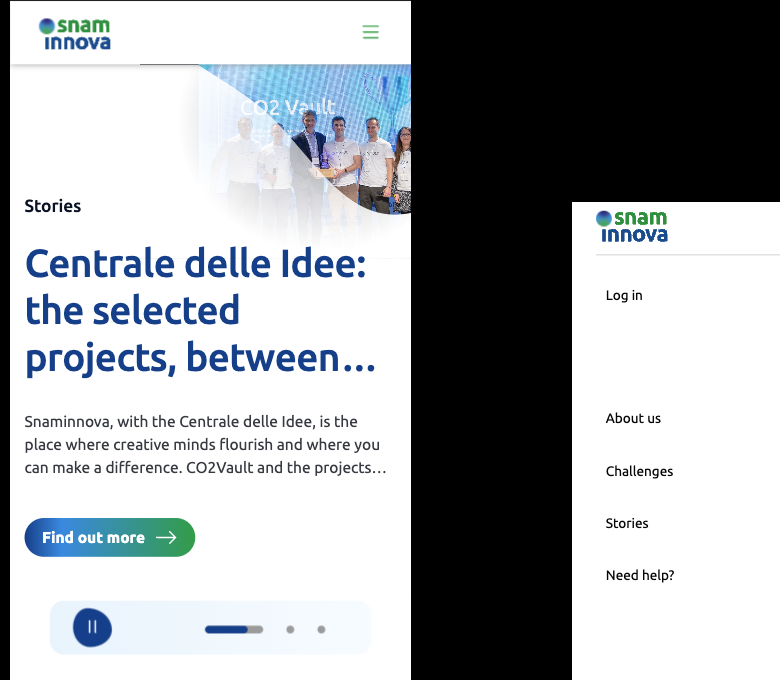 snam
innova
CO2 Vault
Stories
Centrale delle Idee:
the selected
projects, between...
Snaminnova, with the Centrale delle Idee, is the
place where creative minds flourish and where you
can make a difference. CO2Vault and the projects...
Find out more
snam
innova
Log in
About us
Challenges
Stories
Need help?